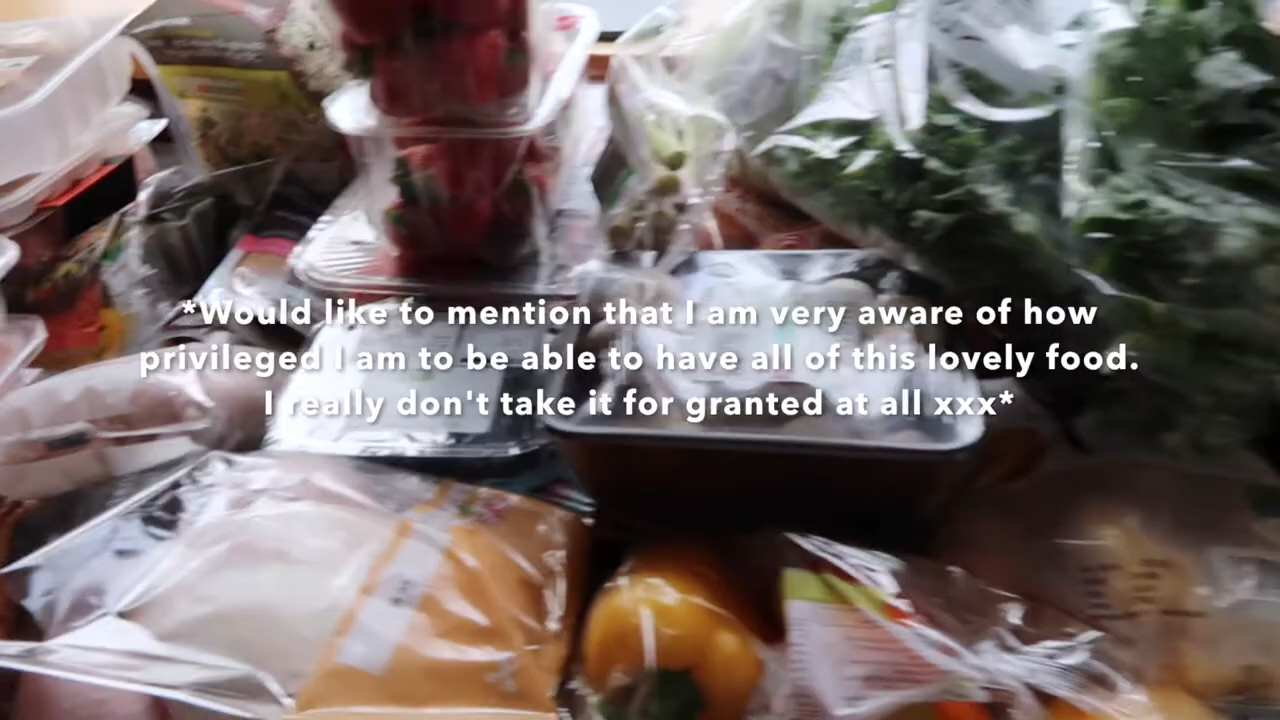 *Would like to mention that I am very aware of how
privileged I am to be able to have all of this lovely food.
I really don't take it for granted at all xxx*